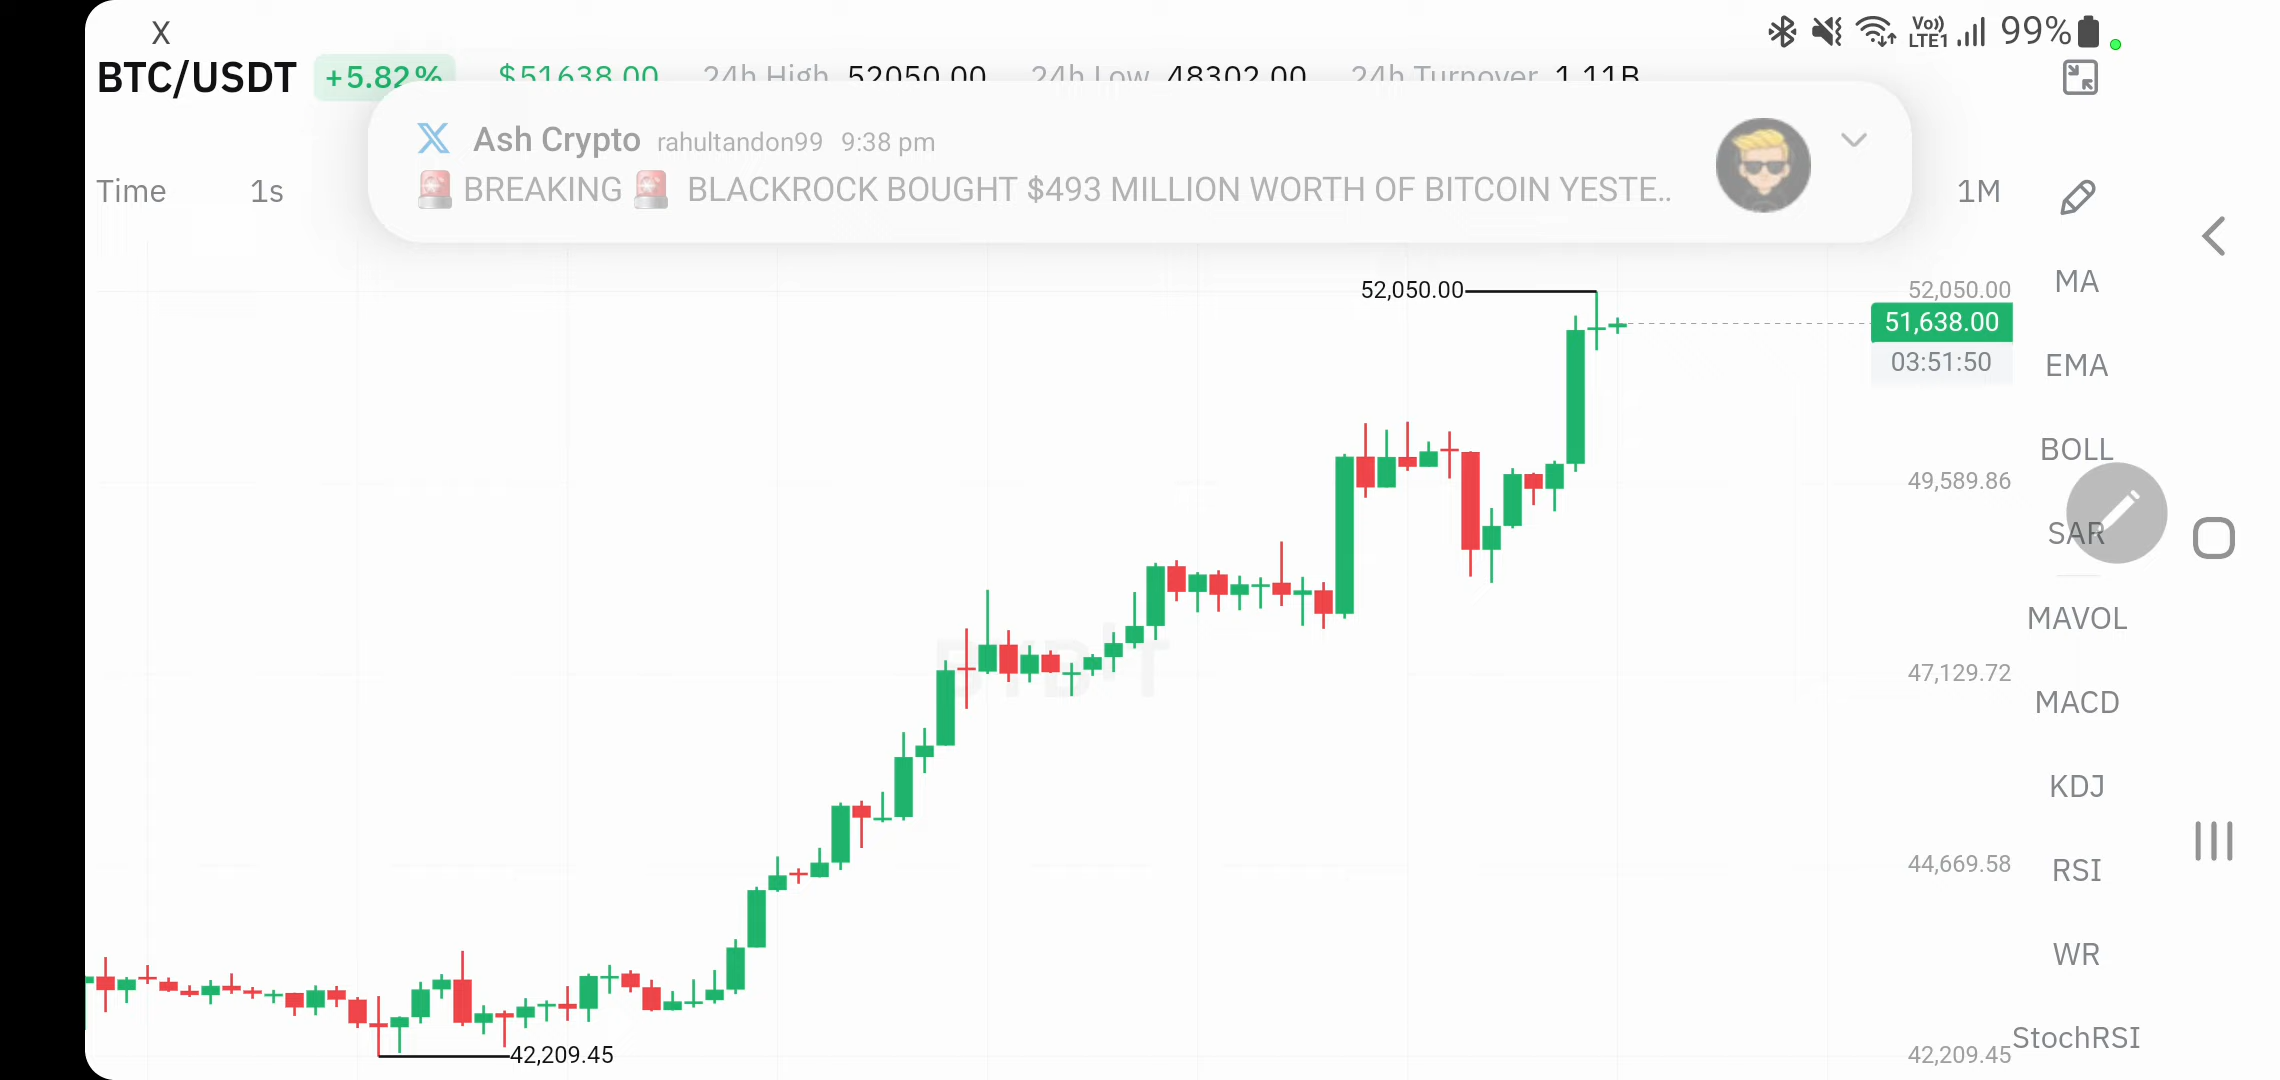 X
Vo))
LTE1
99%
BTC/USDT +5.82% $51638.00 24h High 52050.00 24h Low 48302.00 24h Turnover 1.11B
Ash Crypto rahultandon99 9:38 pm
🚨 BREAKING 🚨 BLACKROCK BOUGHT $493 MILLION WORTH OF BITCOIN YESTE..
Time 1s 1M
MA
52,050.00 52,050.00
51,638.00
03:51:50
EMA
BOLL
49,589.86
SAR
MAVOL
47,129.72
MACD
KDJ
44,669.58
RSI
WR
StochRSI
42,209.45 42,209.45